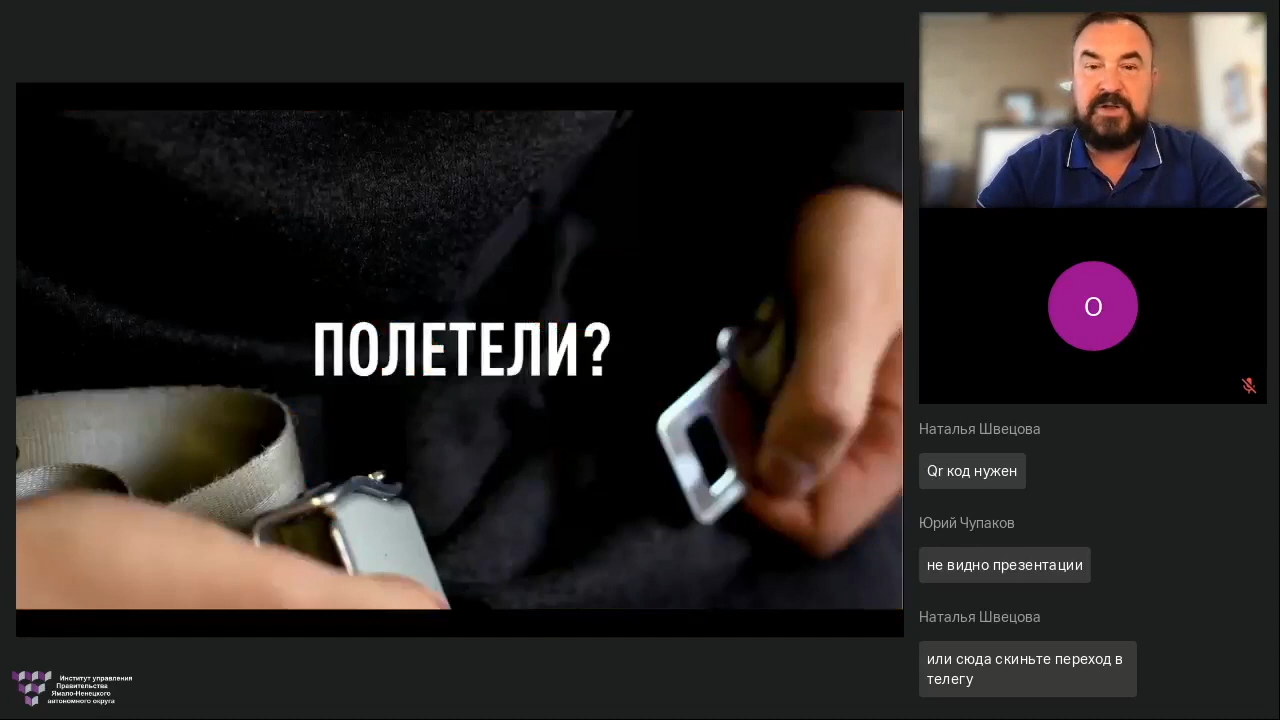 ПОЛЕТЕЛИ?
О
Наталья Швецова
Qr код нужен
Юрий Чупаков
не видно презентации
Наталья Швецова
или сюда скиньте переход в
телегу
Институт управления
Правительства
Ямало-Ненецкого
автономного округа